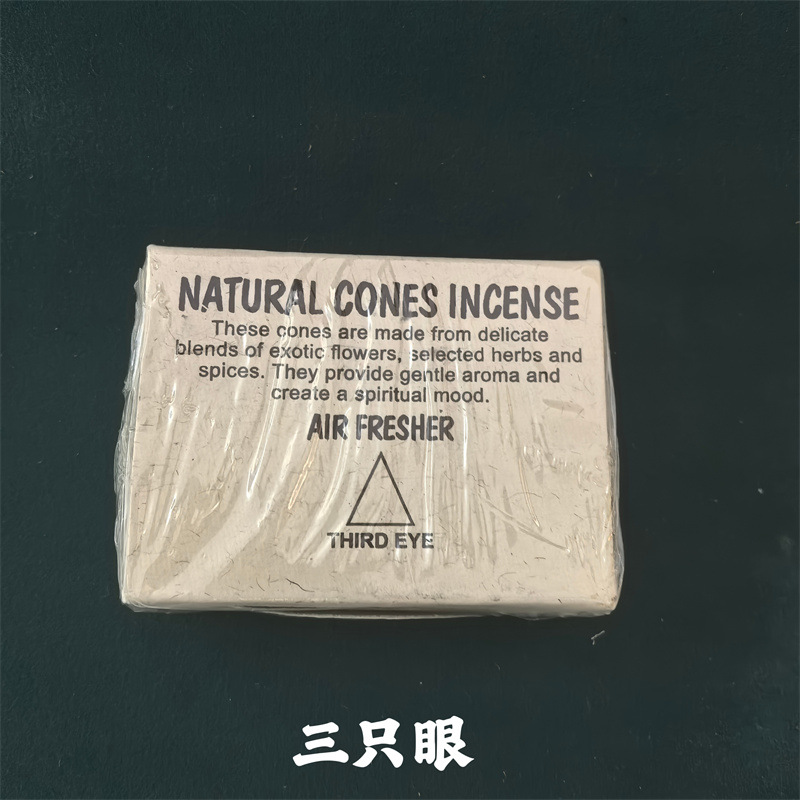 NATURAL CONES INCENSE
These cones are made from delicate
blends of exotic flowers, selected herbs and
spices. They provide gentle aroma and
create a spiritual mood.
AIR FRESHER
THIRD EYE
三只眼